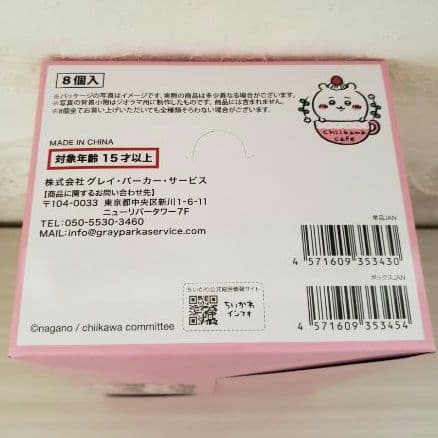 8個入
※パッケージの写真はイメージです。実際の商品は多少異なる場合がございます。
※写真の背景小物はジオラマ用に制作したものです。商品には含まれません。
※8個全てお買い上げいただいても全種類そろわない場合がございます。
chiikawa
cafe
MADE IN CHINA
対象年齢 15才以上
株式会社 グレイ・パーカー・サービス
【商品に関するお問い合わせ先】
〒104-0033 東京都中央区新川1-6-11
ニューリバータワー7F
TEL:050-5530-3460
MAIL:info@grayparkaservice.com
単品JAN
4 571609 353430
ボックスJAN
4 571609 353454
ちいかわ公式総合情報サイト
ちいかわ
インフォ
©nagano / chiikawa committee